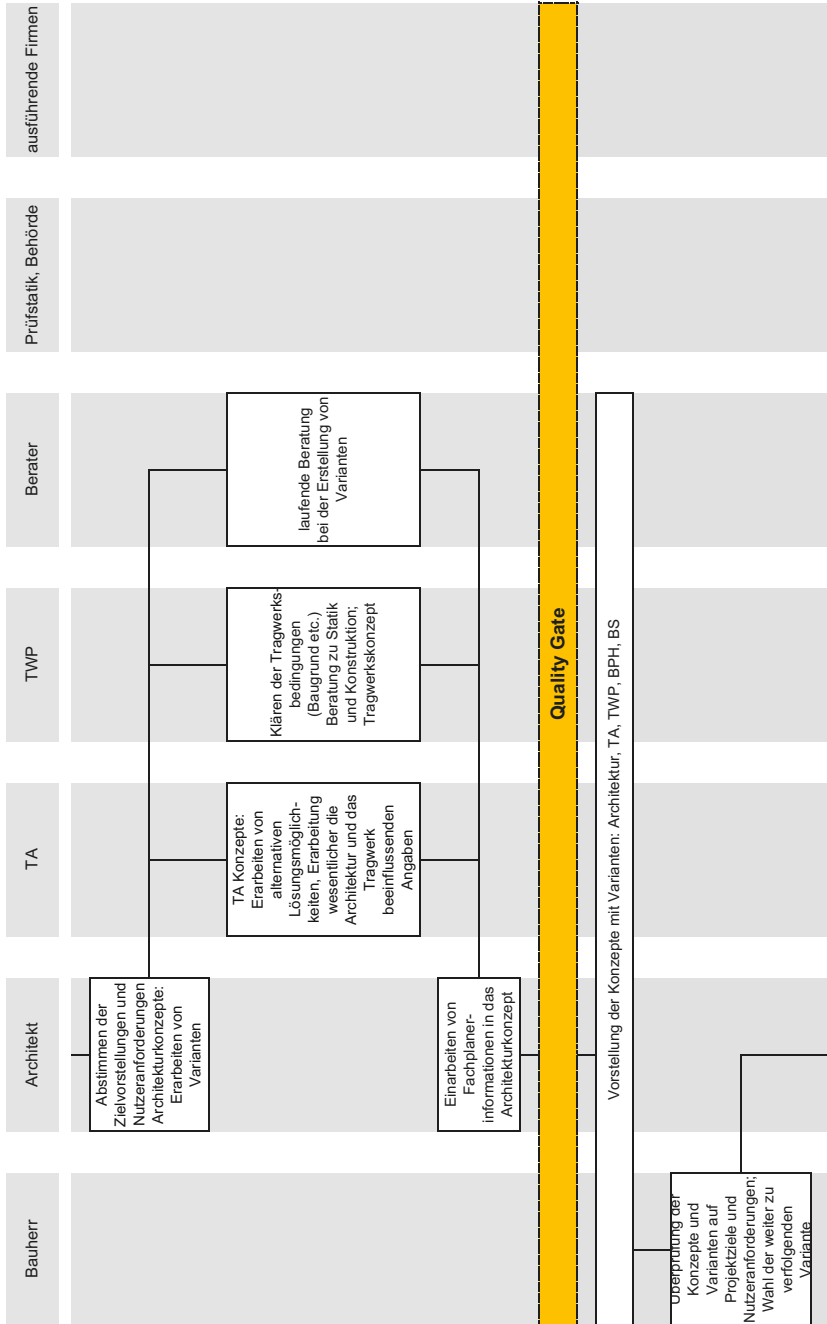 Bauherr
Architekt
TA
TWP
Berater
Prüfstatik, Behörde
ausführende Firmen
Abstimmen der
Zielvorstellungen und
Nutzeranforderungen
Architekturkonzepte:
Erarbeiten von
Varianten
TA Konzepte:
Erarbeiten von
alternativen
Lösungsmöglich-
keiten, Erarbeitung
wesentlicher die
Architektur und das
Tragwerk
beeinflussenden
Angaben
Klären der Tragwerks-
bedingungen
(Baugrund etc.)
Beratung zu Statik
und Konstruktion;
Tragwerkskonzept
laufende Beratung
bei der Erstellung von
Varianten
Einarbeiten von
Fachplaner-
informationen in das
Architekturkonzept
Quality Gate
Vorstellung der Konzepte mit Varianten: Architektur, TA, TWP, BPH, BS
Überprüfung der
Konzepte und
Varianten auf
Projektziele und
Nutzeranforderungen;
Wahl der weiter zu
verfolgenden
Variante